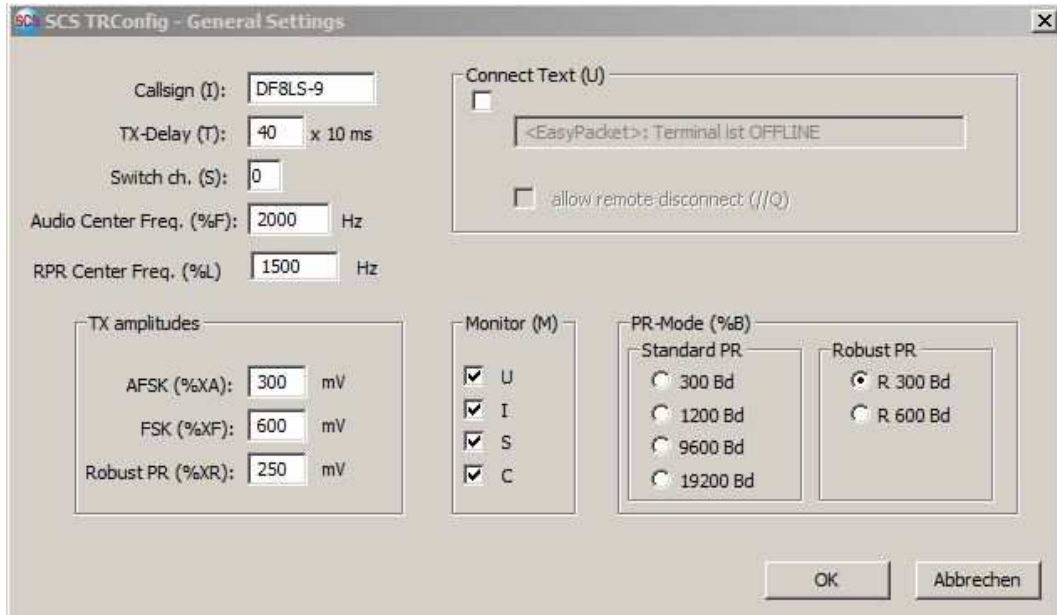 SCS SCS TRConfig - General Settings
Callsign (I): DF8LS-9
TX-Delay (T): 40 x 10 ms
Switch ch. (S): 0
Audio Center Freq. (%F): 2000 Hz
RPR Center Freq. (%L) 1500 Hz
Connect Text (U)
<EasyPacket>: Terminal ist OFFLINE
allow remote disconnect (//Q)
TX amplitudes
AFSK (%XA): 300 mV
FSK (%XF): 600 mV
Robust PR (%XR): 250 mV
Monitor (M)
U
I
S
C
PR-Mode (%B)
Standard PR
300 Bd
1200 Bd
9600 Bd
19200 Bd
Robust PR
R 300 Bd
R 600 Bd
OK
Abbrechen